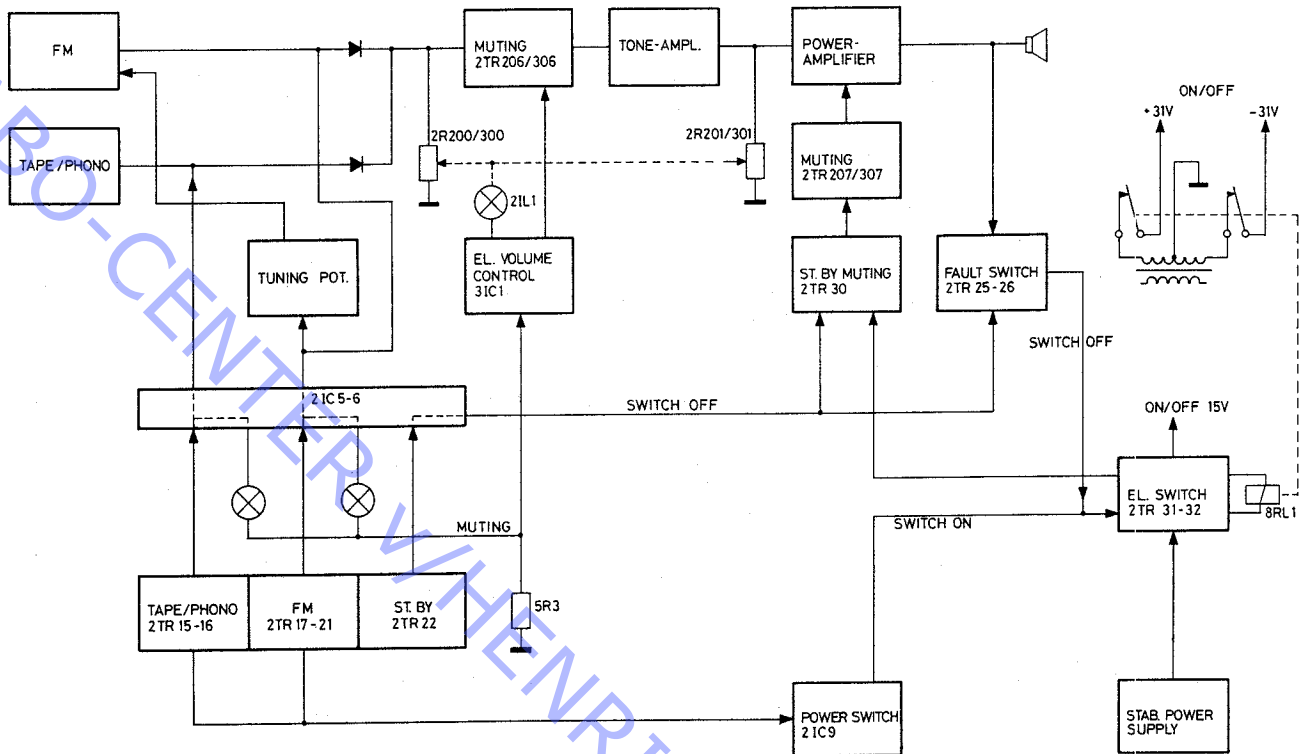 FM
MUTING
2TR 206/306
TONE-AMPL.
POWER-
AMPLIFIER
ON/OFF
+31V
-31V
TAPE/PHONO
2R200/300
2R201/301
MUTING
2TR 207/307
2IL1
TUNING POT.
EL. VOLUME
CONTROL
3IC1
ST. BY MUTING
2TR 30
FAULT SWITCH
2TR 25-26
SWITCH OFF
2IC 5-6
SWITCH OFF
ON/OFF 15V
EL. SWITCH
2TR 31-32
8RL1
MUTING
SWITCH ON
TAPE/PHONO
2TR 15-16
FM
2TR 17-21
ST. BY
2TR 22
5R3
POWER SWITCH
2IC9
STAB. POWER
SUPPLY
BO-CENTER v/HENRI